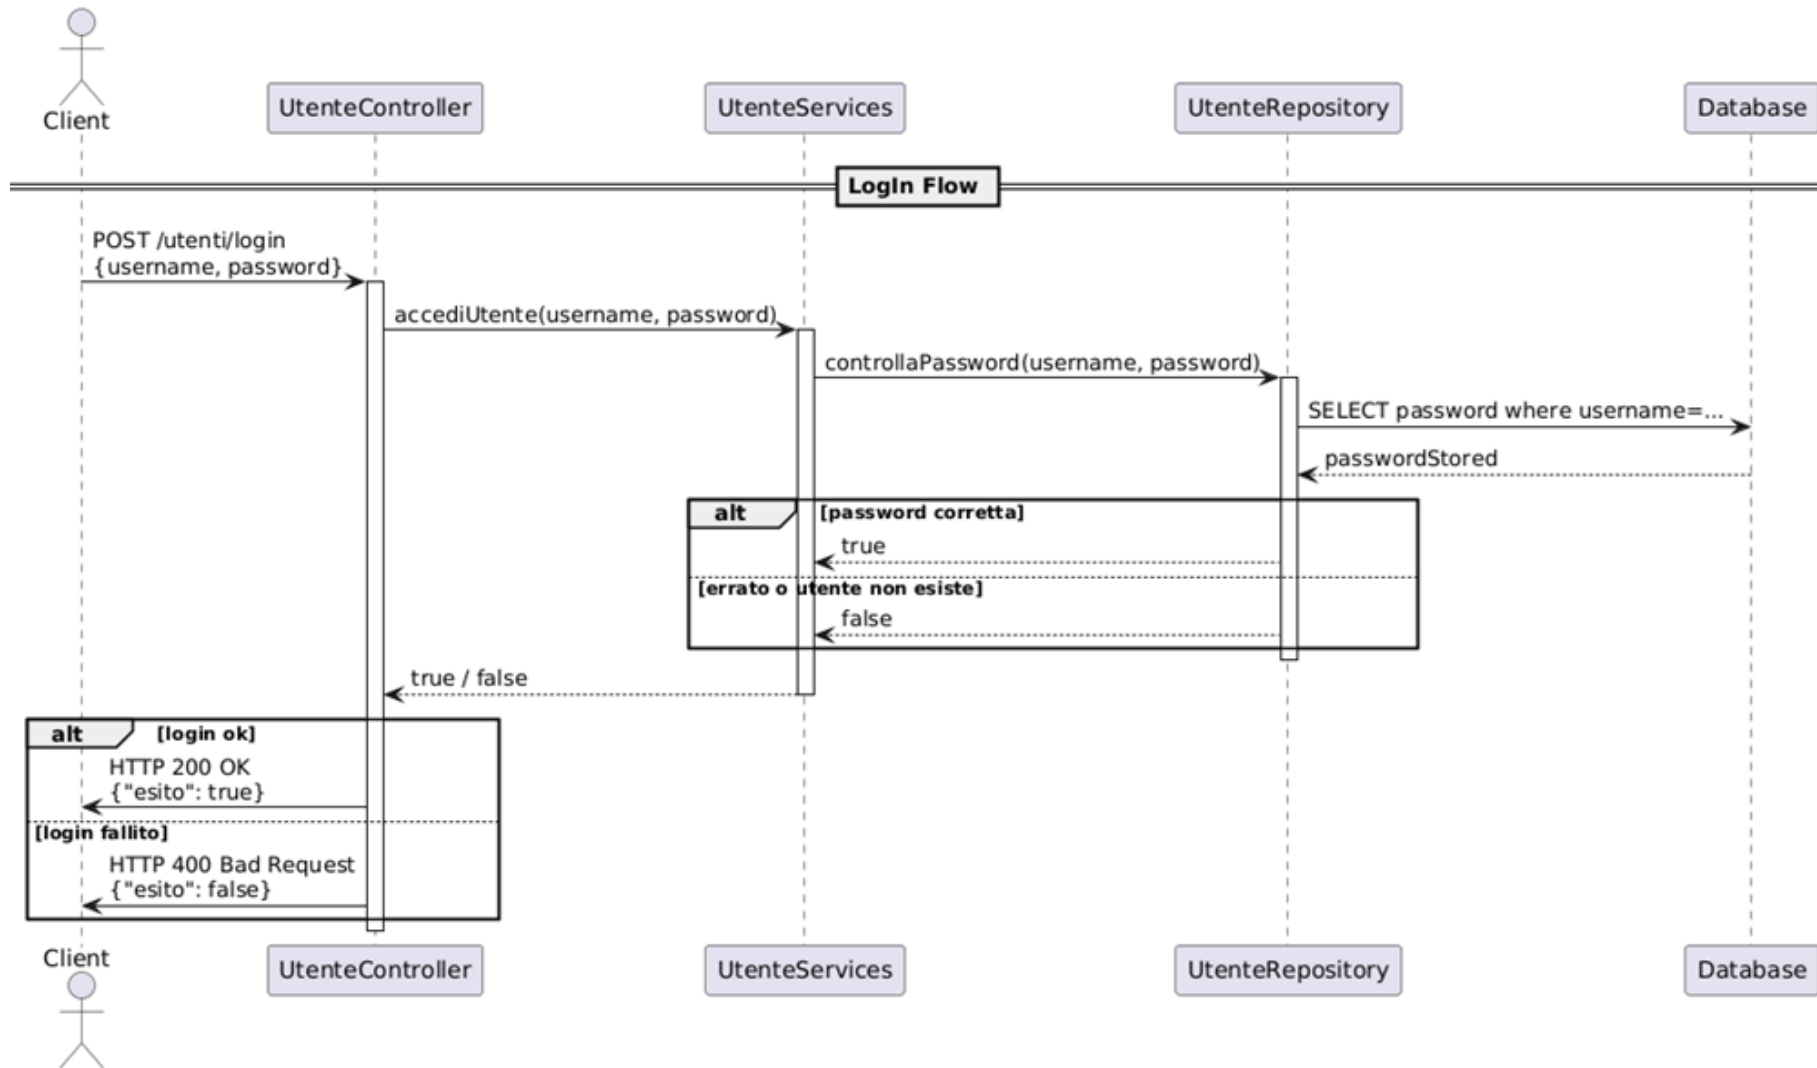 Client
UtenteController
UtenteServices
UtenteRepository
Database
LogIn Flow
POST /utenti/login
{username, password}
accediUtente(username, password)
controllaPassword(username, password)
SELECT password where username=...
passwordStored
alt [password corretta]
true
[errato o utente non esiste]
false
true / false
alt [login ok]
HTTP 200 OK
{"esito": true}
[login fallito]
HTTP 400 Bad Request
{"esito": false}
Client
UtenteController
UtenteServices
UtenteRepository
Database